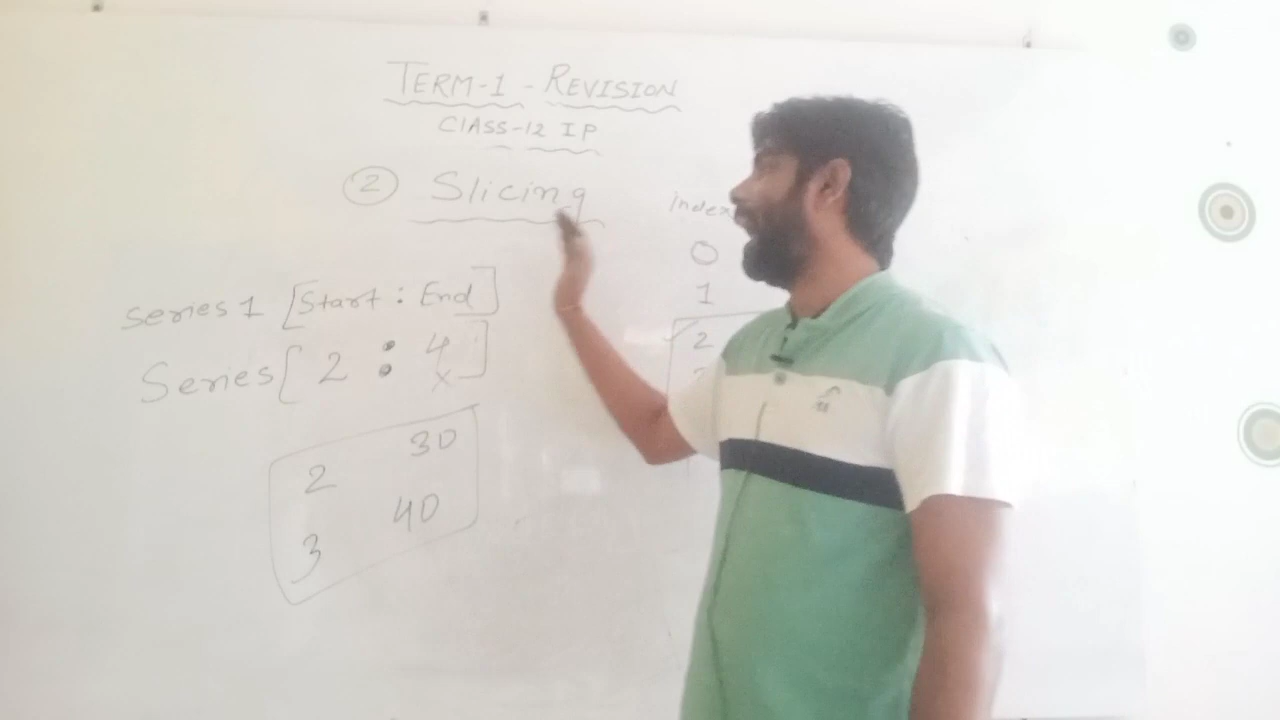 TERM-1 - REVISION
CLASS-12 IP
2 Slicing
series1 [Start : End]
Series[ 2 : 4 ]
x
2 30
3 40
Index
0
1
2